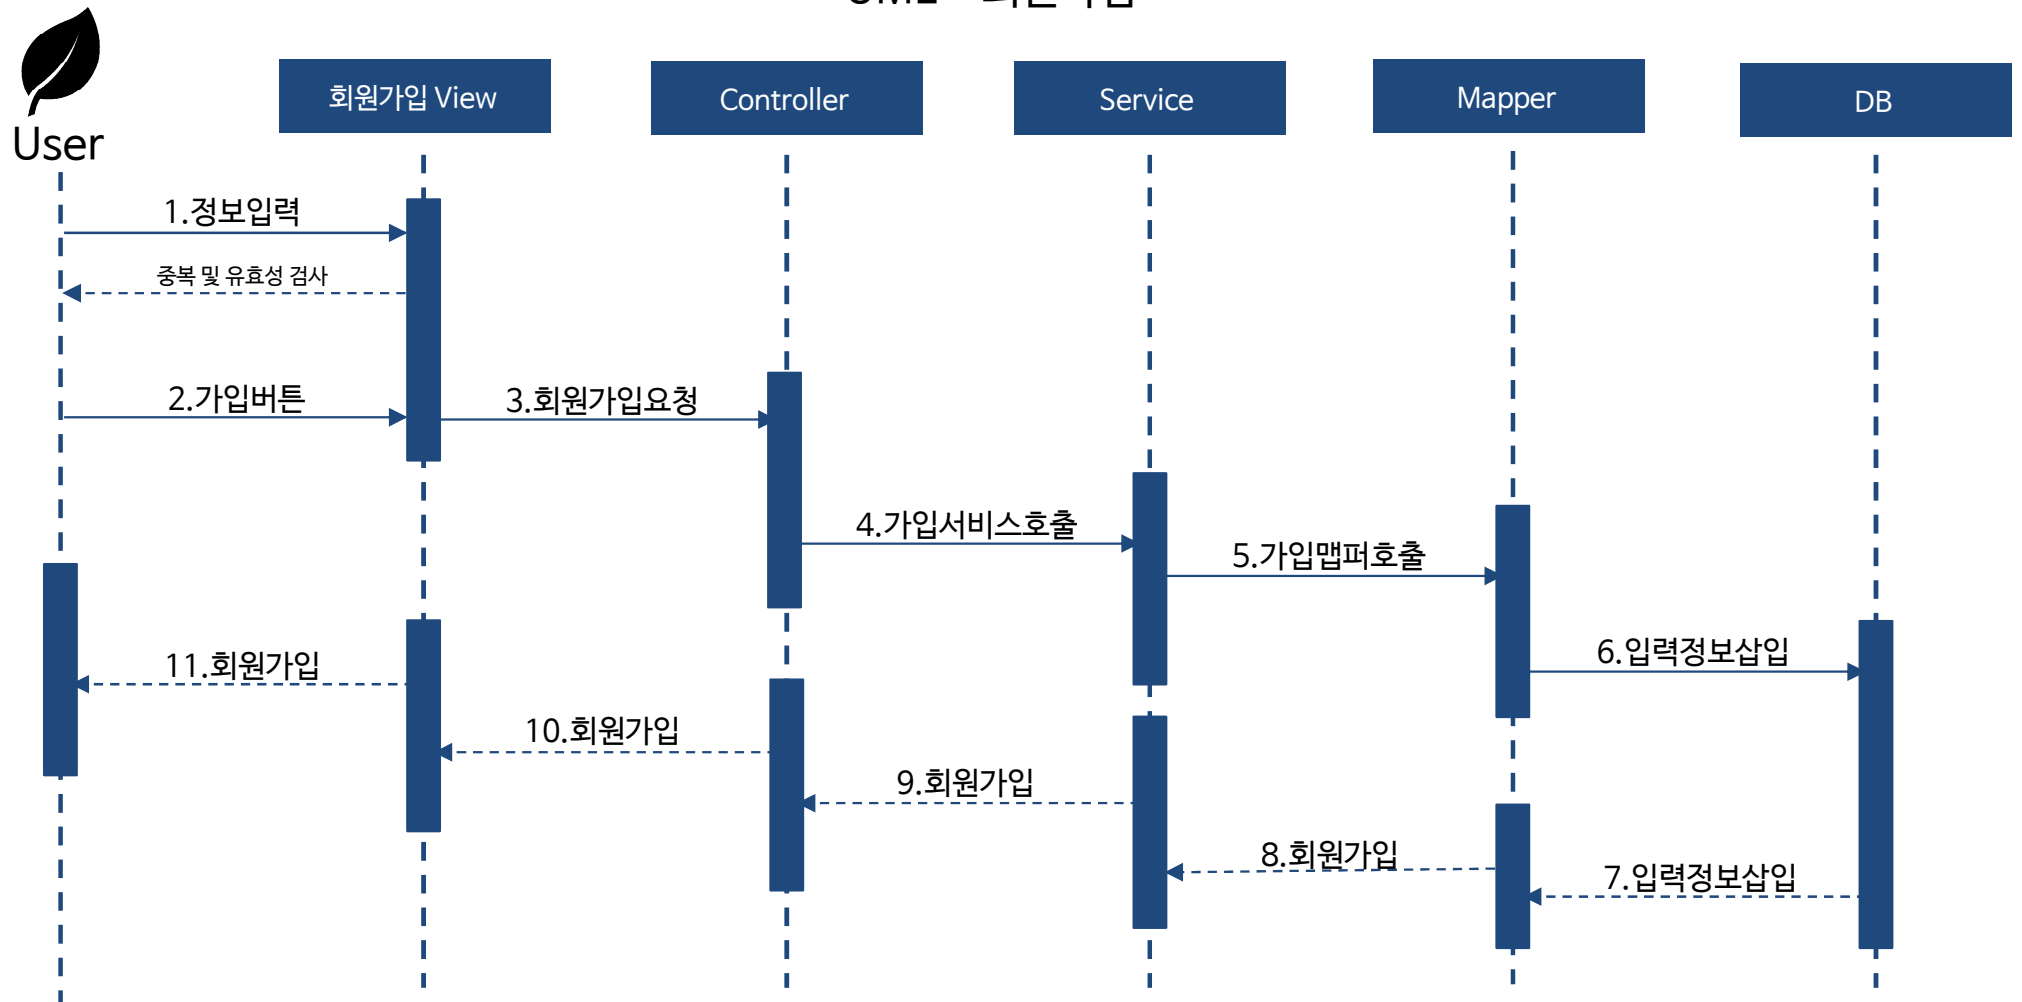 User
회원가입 View
Controller
Service
Mapper
DB
1.정보입력
중복 및 유효성 검사
2.가입버튼
3.회원가입요청
4.가입서비스호출
5.가입맵퍼호출
6.입력정보삽입
11.회원가입
10.회원가입
9.회원가입
8.회원가입
7.입력정보삽입